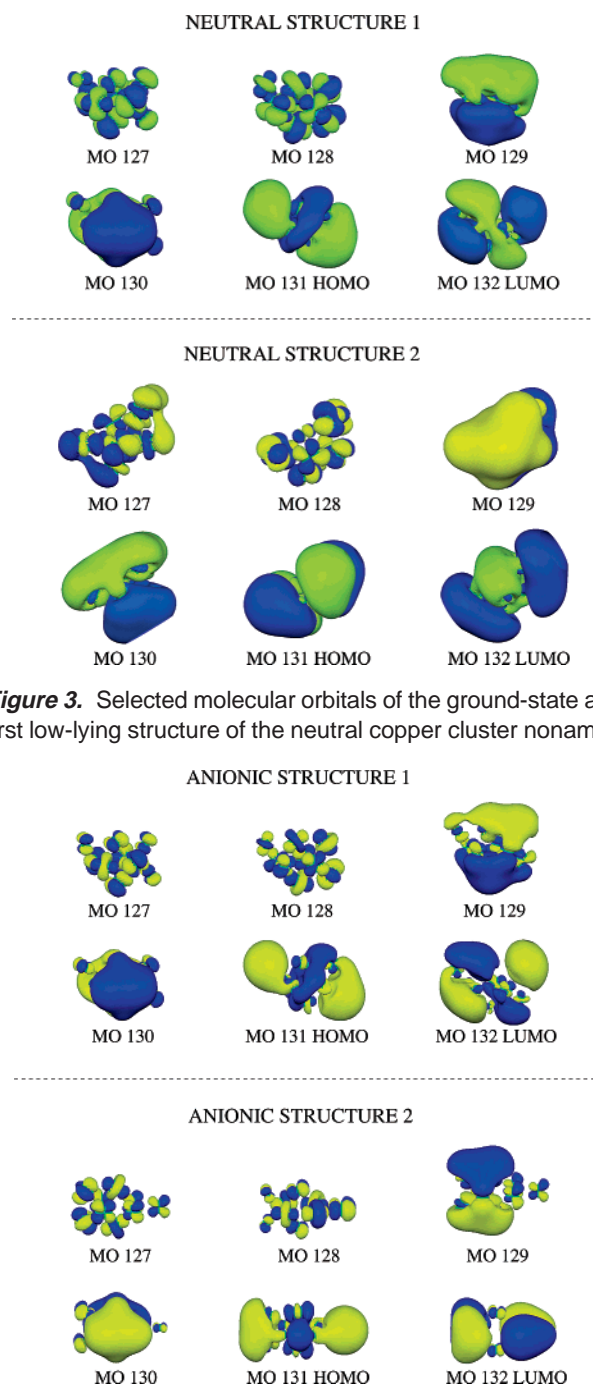 NEUTRAL STRUCTURE 1
MO 127 MO 128 MO 129
MO 130 MO 131 HOMO MO 132 LUMO
NEUTRAL STRUCTURE 2
MO 127 MO 128 MO 129
MO 130 MO 131 HOMO MO 132 LUMO
igure 3. Selected molecular orbitals of the ground-state a
rst low-lying structure of the neutral copper cluster nonam
ANIONIC STRUCTURE 1
MO 127 MO 128 MO 129
MO 130 MO 131 HOMO MO 132 LUMO
ANIONIC STRUCTURE 2
MO 127 MO 128 MO 129
MO 130 MO 131 HOMO MO 132 LUMO